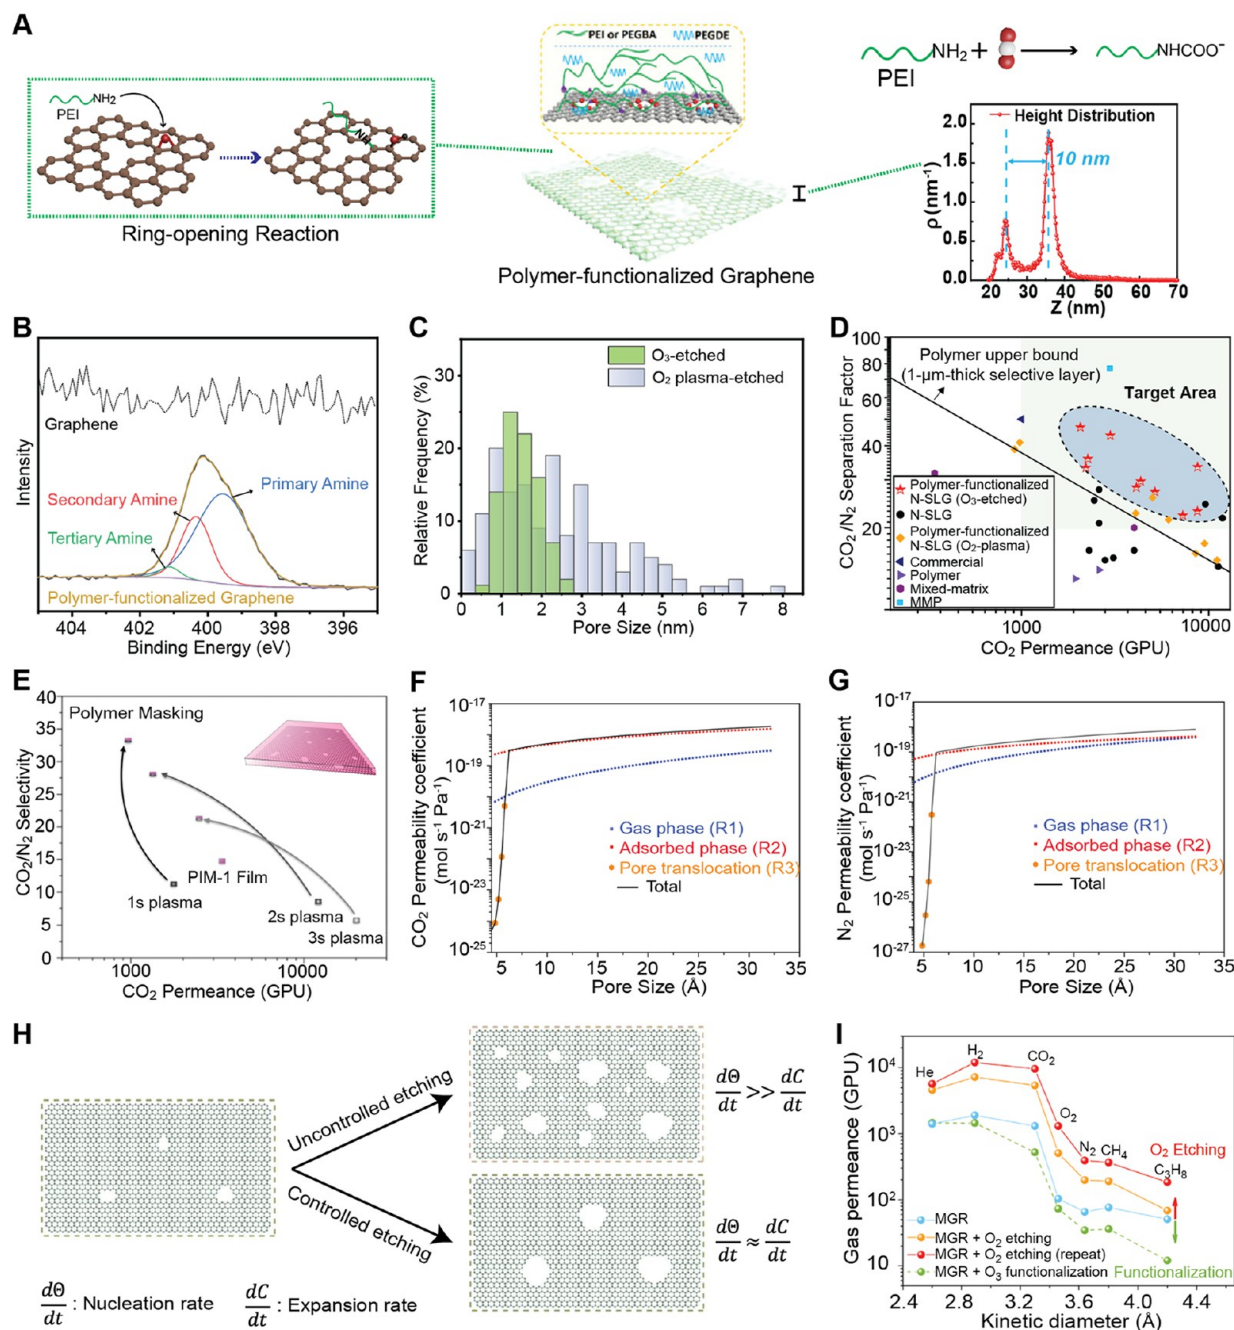 A
NH₂
PEI
NH
Ring-opening Reaction
PEI or PEGBA
PEGDE
Polymer-functionalized Graphene
NH₂ +
PEI
NHCOO⁻
Height Distribution
10 nm
ρ (nm⁻¹)
2.0
1.5
1.0
0.5
0.0
20 30 40 50 60 70
Z (nm)
B
Graphene
Secondary Amine
Primary Amine
Tertiary Amine
Polymer-functionalized Graphene
Intensity
404 402 400 398 396
Binding Energy (eV)
C
O₃-etched
O₂ plasma-etched
Relative Frequency (%)
30
25
20
15
10
5
0
0 1 2 3 4 5 6 7 8
Pore Size (nm)
D
Polymer upper bound
(1-μm-thick selective layer)
Target Area
CO₂/N₂ Separation Factor
100
80
60
40
20
Polymer-functionalized
N-SLG (O₃-etched)
N-SLG
Polymer-functionalized
N-SLG (O₂-plasma)
Commercial
Polymer
Mixed-matrix
MMP
1000 10000
CO₂ Permeance (GPU)
E
Polymer Masking
CO₂/N₂ Selectivity
40
35
30
25
20
15
10
5
0
PIM-1 Film
1s plasma
2s plasma
3s plasma
1000 10000
CO₂ Permeance (GPU)
F
CO₂ Permeability coefficient
(mol s⁻¹ Pa⁻¹)
10⁻¹⁷
10⁻¹⁹
10⁻²¹
10⁻²³
10⁻²⁵
Gas phase (R1)
Adsorbed phase (R2)
Pore translocation (R3)
Total
5 10 15 20 25 30 35
Pore Size (Å)
G
N₂ Permeability coefficient
(mol s⁻¹ Pa⁻¹)
10⁻¹⁷
10⁻¹⁹
10⁻²¹
10⁻²³
10⁻²⁵
10⁻²⁷
Gas phase (R1)
Adsorbed phase (R2)
Pore translocation (R3)
Total
5 10 15 20 25 30 35
Pore Size (Å)
H
Uncontrolled etching
Controlled etching
dΘ/dt >> dC/dt
dΘ/dt ≈ dC/dt
dΘ/dt : Nucleation rate
dC/dt : Expansion rate
I
Gas permeance (GPU)
10⁴
10³
10²
10
He
H₂
CO₂
O₂
N₂ CH₄
C₃H₈
O₂ Etching
MGR
MGR + O₂ etching
MGR + O₂ etching (repeat)
MGR + O₃ functionalization
Functionalization
2.4 2.8 3.2 3.6 4.0 4.4
Kinetic diameter (Å)